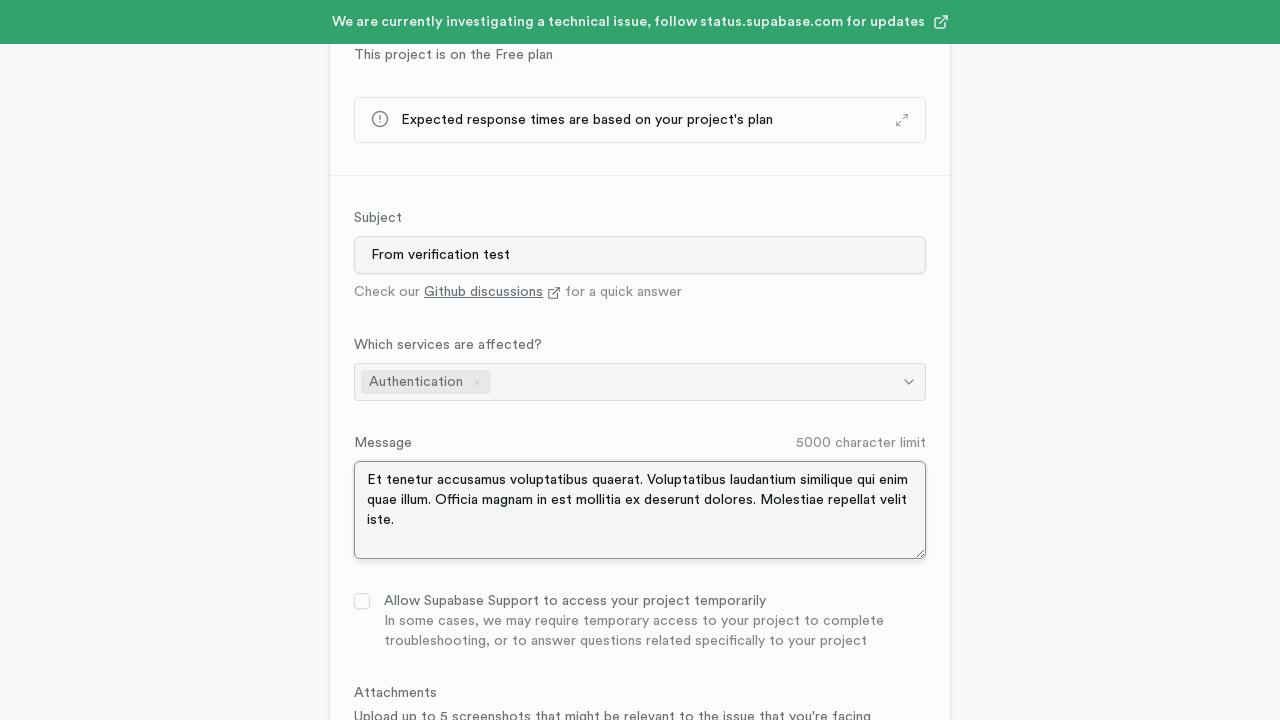 We are currently investigating a technical issue, follow status.supabase.com for updates
This project is on the Free plan
Expected response times are based on your project's plan
Subject
From verification test
Check our Github discussions for a quick answer
Which services are affected?
Authentication
Message 5000 character limit
Et tenetur accusamus voluptatibus quaerat. Voluptatibus laudantium similique qui enim
quae illum. Officia magnam in est mollitia ex deserunt dolores. Molestiae repellat velit
iste.
Allow Supabase Support to access your project temporarily
In some cases, we may require temporary access to your project to complete
troubleshooting, or to answer questions related specifically to your project
Attachments
Upload up to 5 screenshots that might be relevant to the issue that you're facing